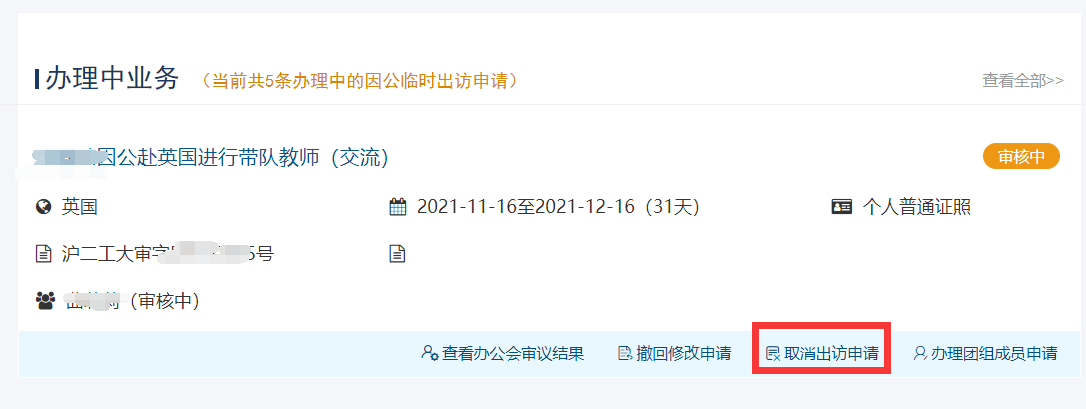 办理中业务 （当前共5条办理中的因公临时出访申请） 查看全部>>
因公赴英国进行带队教师（交流） 审核中
英国 2021-11-16至2021-12-16（31天） 个人普通证照
沪二工大审字 5号
（审核中）
查看办公会审议结果 撤回修改申请 取消出访申请 办理团组成员申请